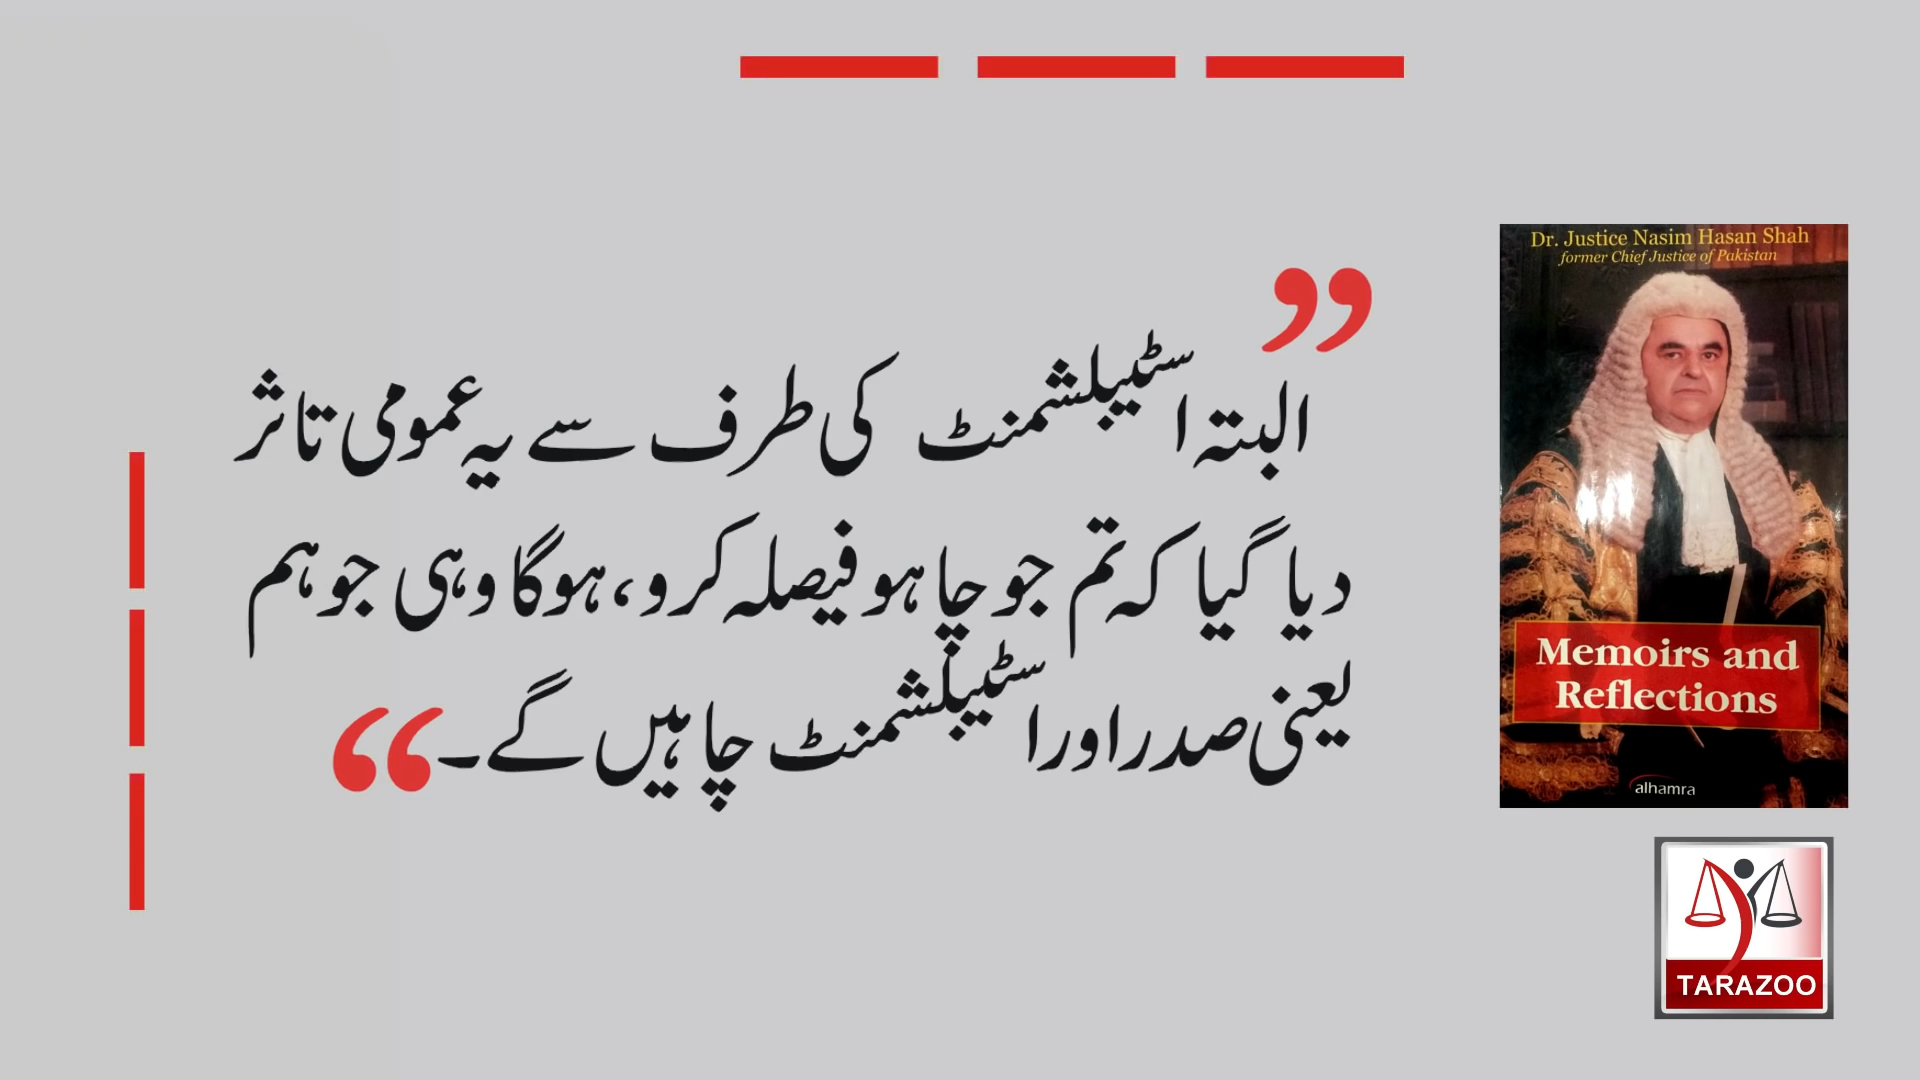 البتہ اسٹیبلشمنٹ کی طرف سے یہ عمومی تاثر
دیا گیا کہ تم جو چاہو فیصلہ کرو، ہوگا وہی جو ہم
یعنی صدر اور اسٹیبلشمنٹ چاہیں گے۔
Dr. Justice Nasim Hasan Shah
former Chief Justice of Pakistan
Memoirs and
Reflections
alhamra
TARAZOO